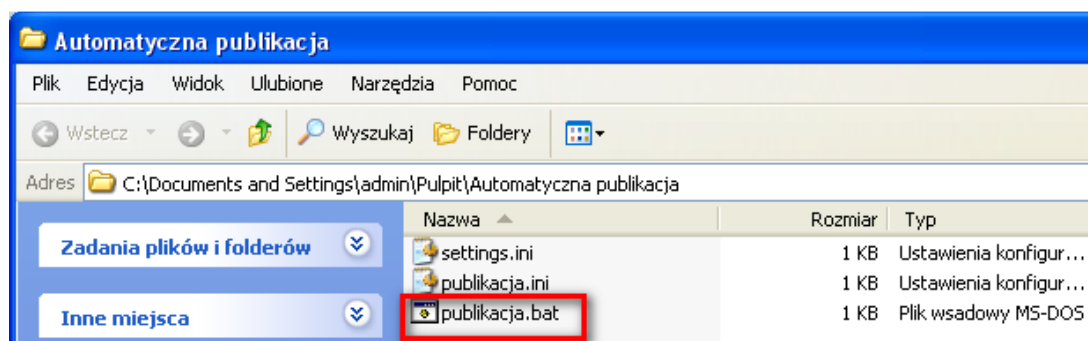 Automatyczna publikacja
Plik Edycja Widok Ulubione Narzędzia Pomoc
Wstecz Wyszukaj Foldery
Adres C:\Documents and Settings\admin\Pulpit\Automatyczna publikacja
Nazwa Rozmiar Typ
Zadania plików i folderów
settings.ini 1 KB Ustawienia konfigur...
publikacja.ini 1 KB Ustawienia konfigur...
Inne miejsca
publikacja.bat 1 KB Plik wsadowy MS-DOS